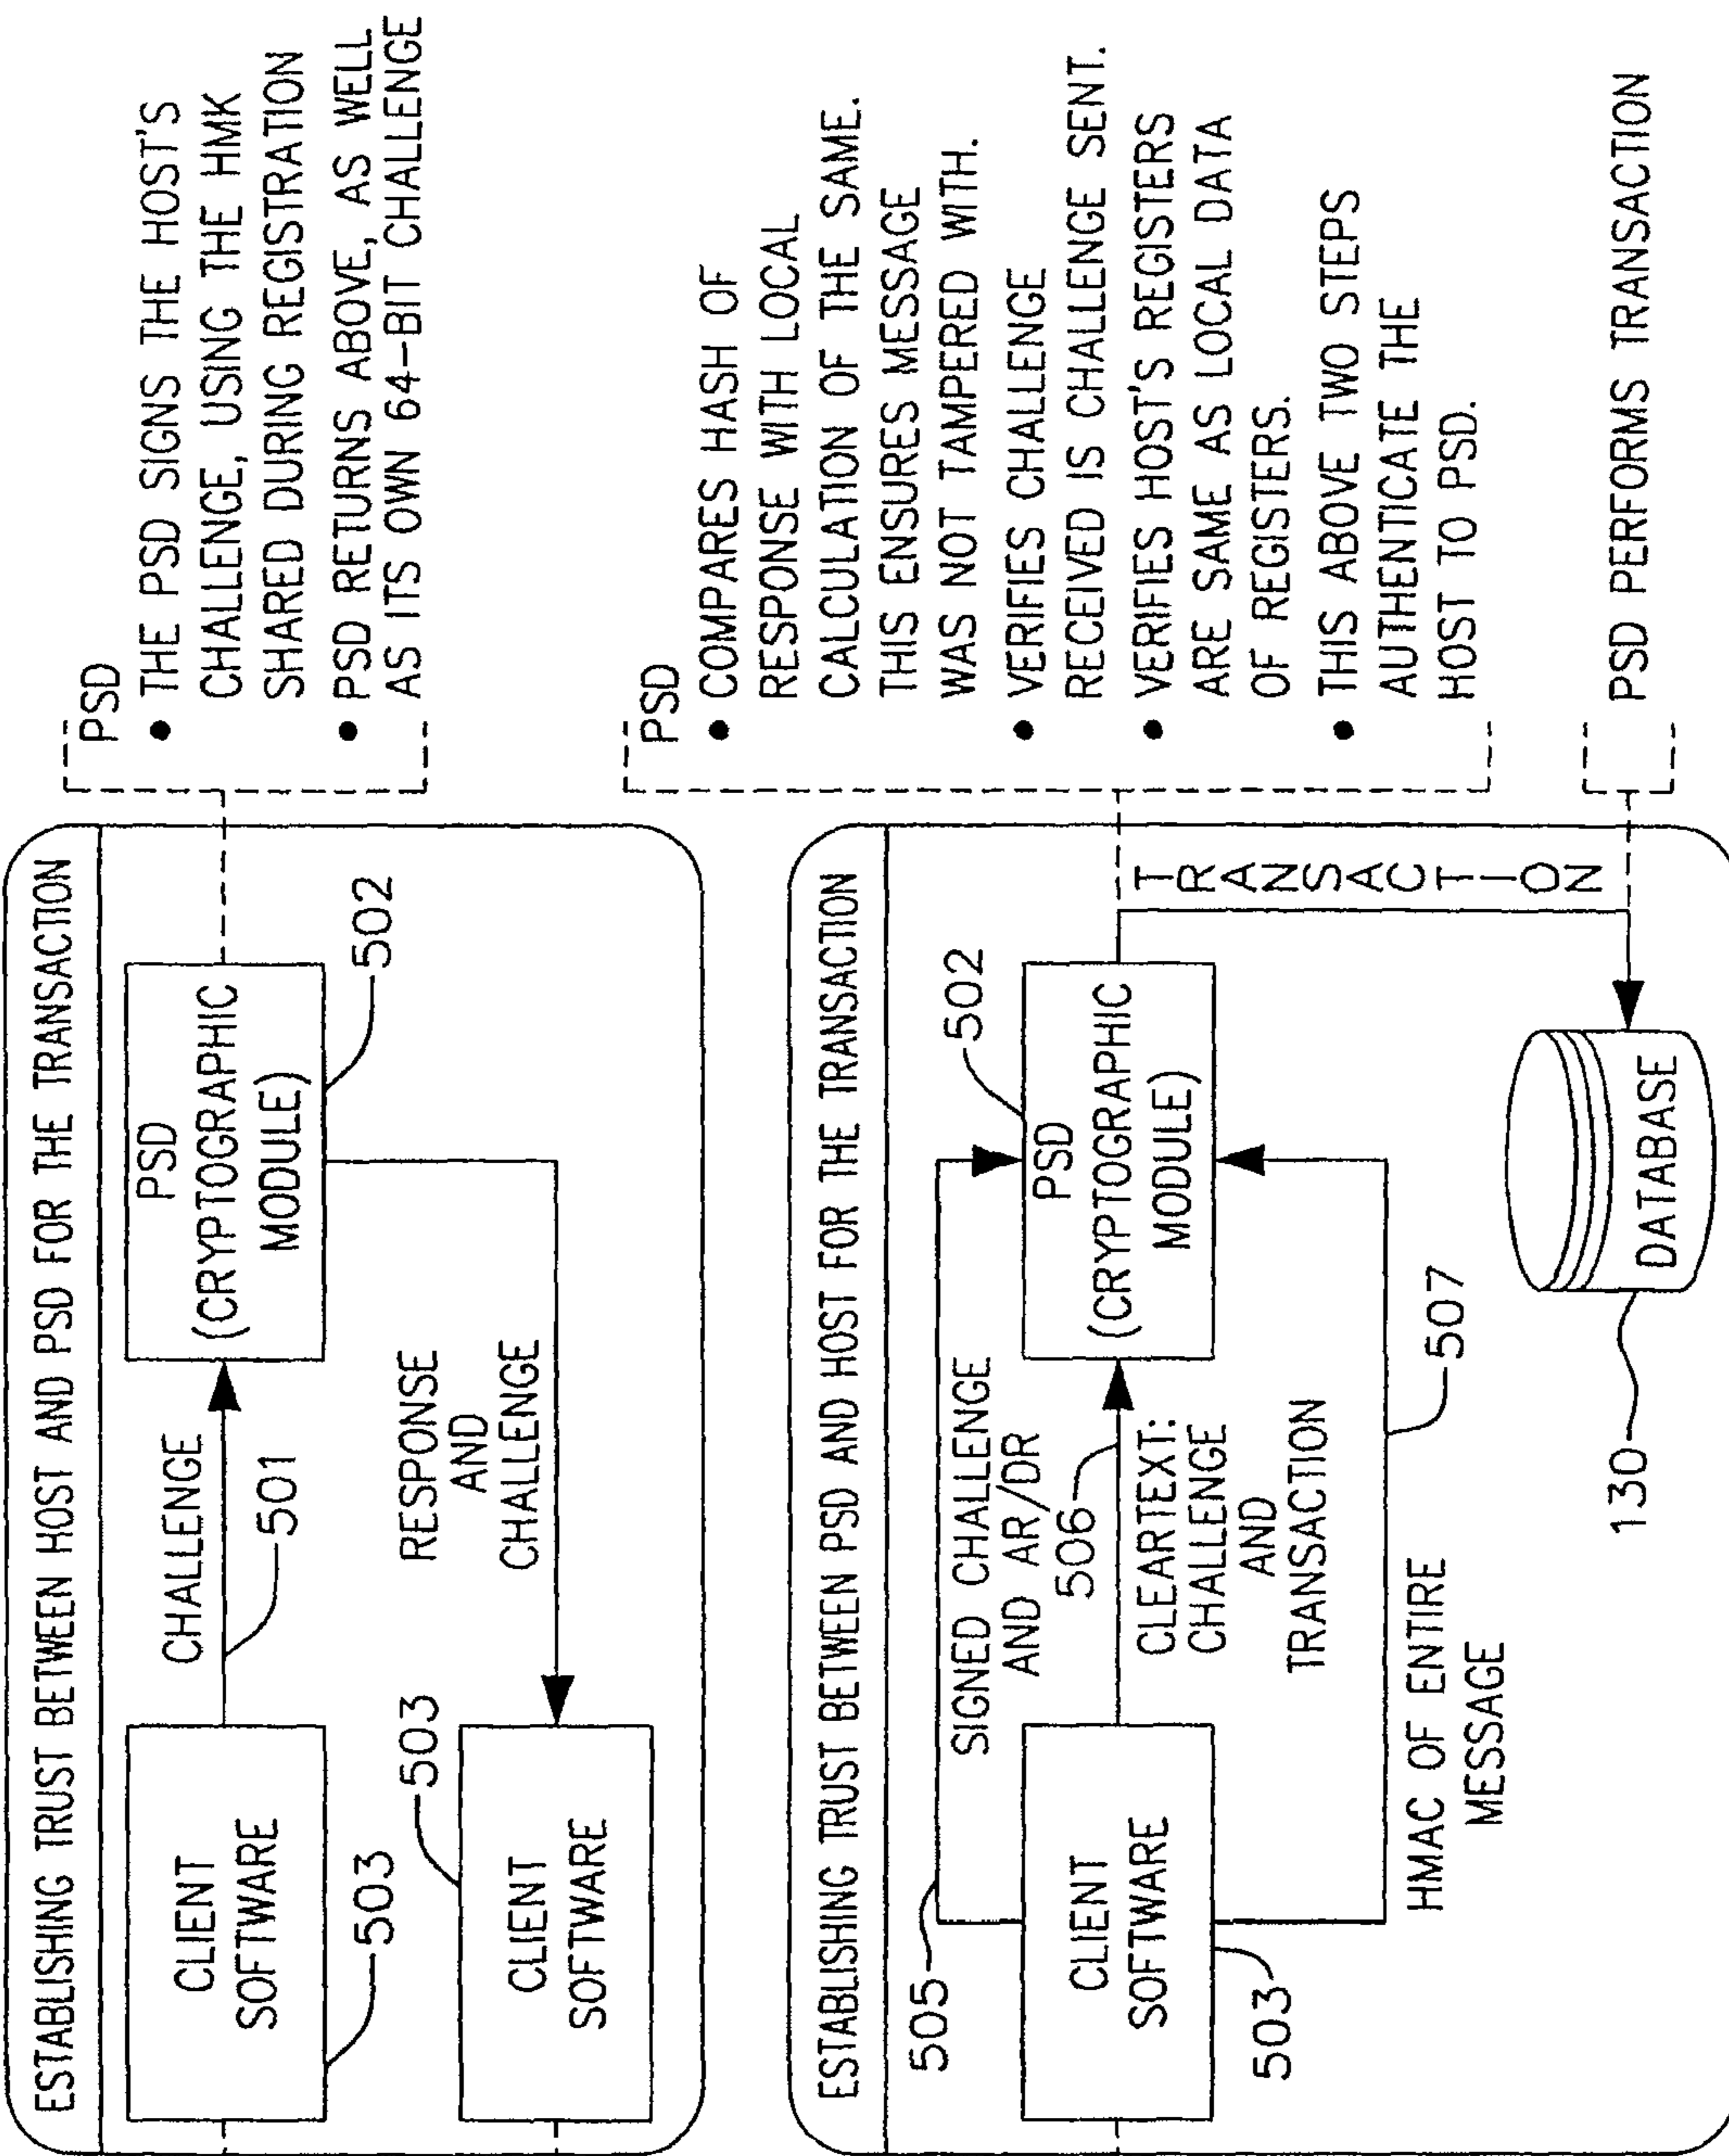 ESTABLISHING TRUST BETWEEN HOST AND PSD FOR THE TRANSACTION
CLIENT
SOFTWARE
503
CHALLENGE
501
PSD
(CRYPTOGRAPHIC
MODULE)
502
RESPONSE
AND
CHALLENGE
503
CLIENT
SOFTWARE
PSD
• THE PSD SIGNS THE HOST'S
CHALLENGE, USING THE HMK
SHARED DURING REGISTRATION
• PSD RETURNS ABOVE, AS WELL
AS ITS OWN 64-BIT CHALLENGE
ESTABLISHING TRUST BETWEEN PSD AND HOST FOR THE TRANSACTION
505
SIGNED CHALLENGE
AND AR/DR
506
502
CLIENT
SOFTWARE
503
CLEARTEXT:
CHALLENGE
AND
TRANSACTION
PSD
(CRYPTOGRAPHIC
MODULE)
HMAC OF ENTIRE
MESSAGE
507
TRANSACTION
130
DATABASE
PSD
• COMPARES HASH OF
RESPONSE WITH LOCAL
CALCULATION OF THE SAME.
THIS ENSURES MESSAGE
WAS NOT TAMPERED WITH.
• VERIFIES CHALLENGE
RECEIVED IS CHALLENGE SENT.
• VERIFIES HOST'S REGISTERS
ARE SAME AS LOCAL DATA
OF REGISTERS.
• THIS ABOVE TWO STEPS
AUTHENTICATE THE
HOST TO PSD.
PSD PERFORMS TRANSACTION